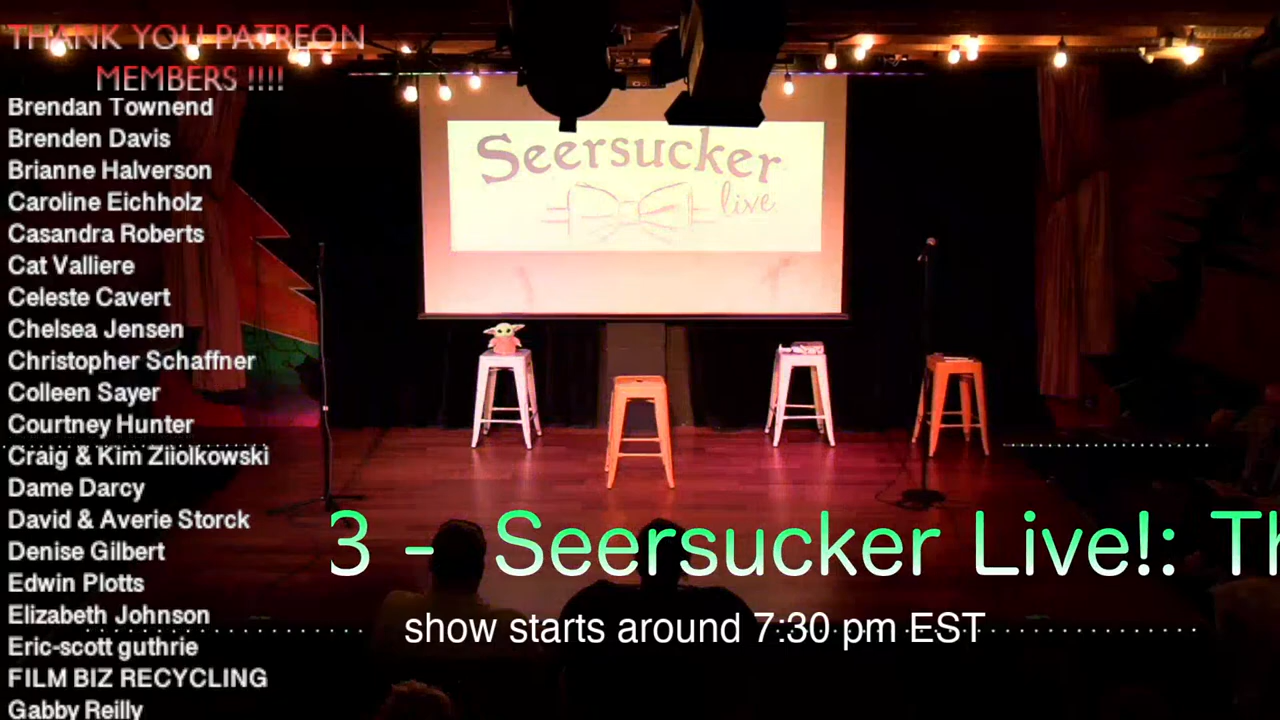 THANK YOU PATREON
MEMBERS !!!!
Brendan Townend
Brenden Davis
Brianne Halverson
Caroline Eichholz
Casandra Roberts
Cat Valliere
Celeste Cavert
Chelsea Jensen
Christopher Schaffner
Colleen Sayer
Courtney Hunter
Craig & Kim Ziiolkowski
Dame Darcy
David & Averie Storck
Denise Gilbert
Edwin Plotts
Elizabeth Johnson
Eric-scott guthrie
FILM BIZ RECYCLING
Gabby Reilly
Seersucker
live
3 - Seersucker Live!: Th
show starts around 7:30 pm EST